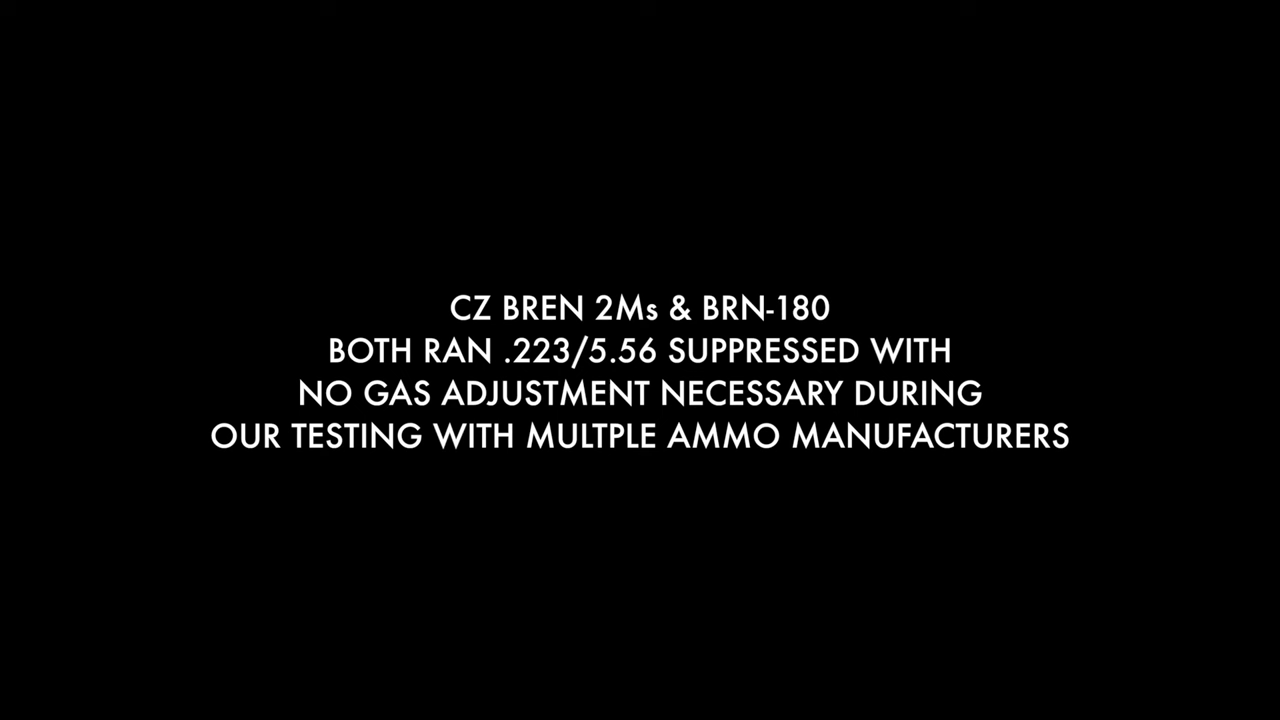 CZ BREN 2Ms & BRN-180
BOTH RAN .223/5.56 SUPPRESSED WITH
NO GAS ADJUSTMENT NECESSARY DURING
OUR TESTING WITH MULTPLE AMMO MANUFACTURERS